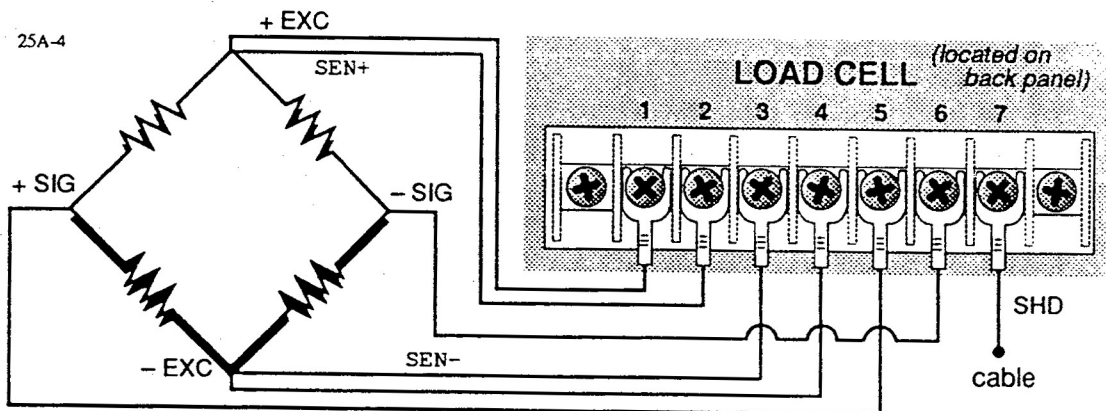 25A-4
+ EXC
SEN+
LOAD CELL
(located on
back panel)
1 2 3 4 5 6 7
+ SIG
– SIG
SHD
SEN-
– EXC
cable